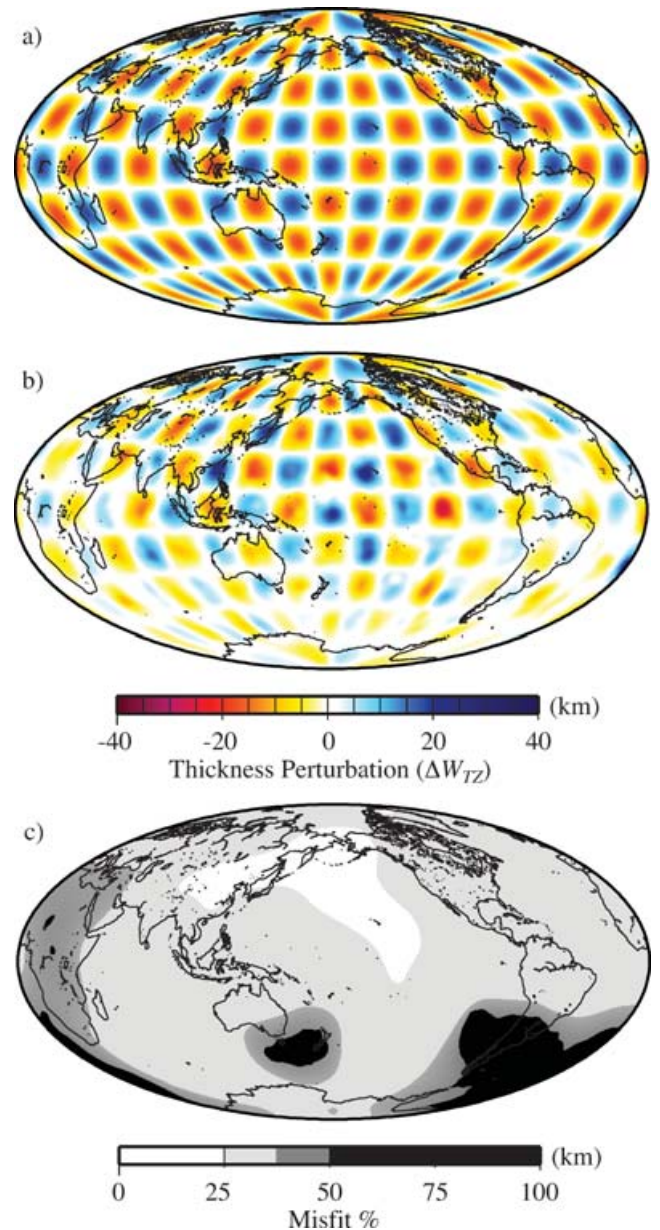 a)
b)
(km)
-40 -20 0 20 40
Thickness Perturbation (ΔW_TZ)
c)
(km)
0 25 50 75 100
Misfit %